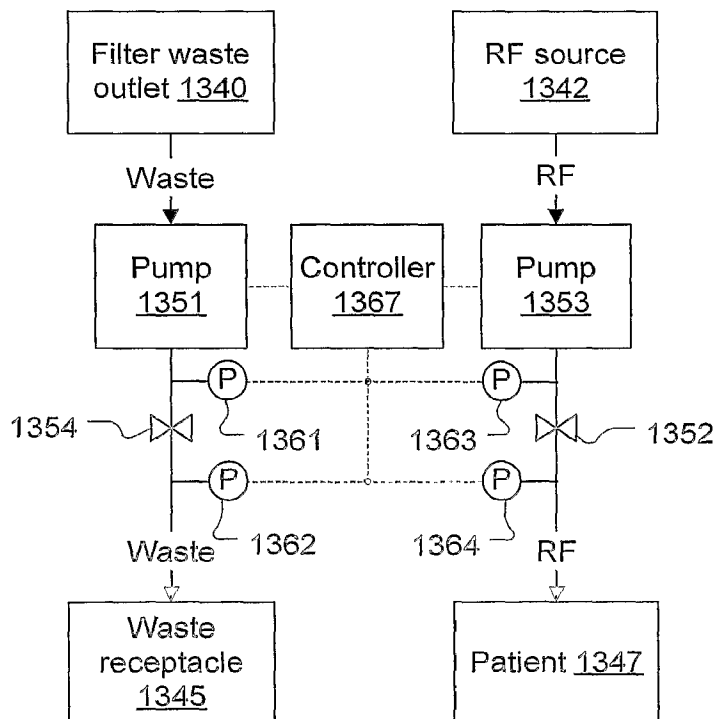 Filter waste
outlet 1340
RF source
1342
Waste
RF
Pump
1351
Controller
1367
Pump
1353
P
P
1354
1361
1363
1352
P
P
1362
1364
Waste
RF
Waste
receptacle
1345
Patient 1347